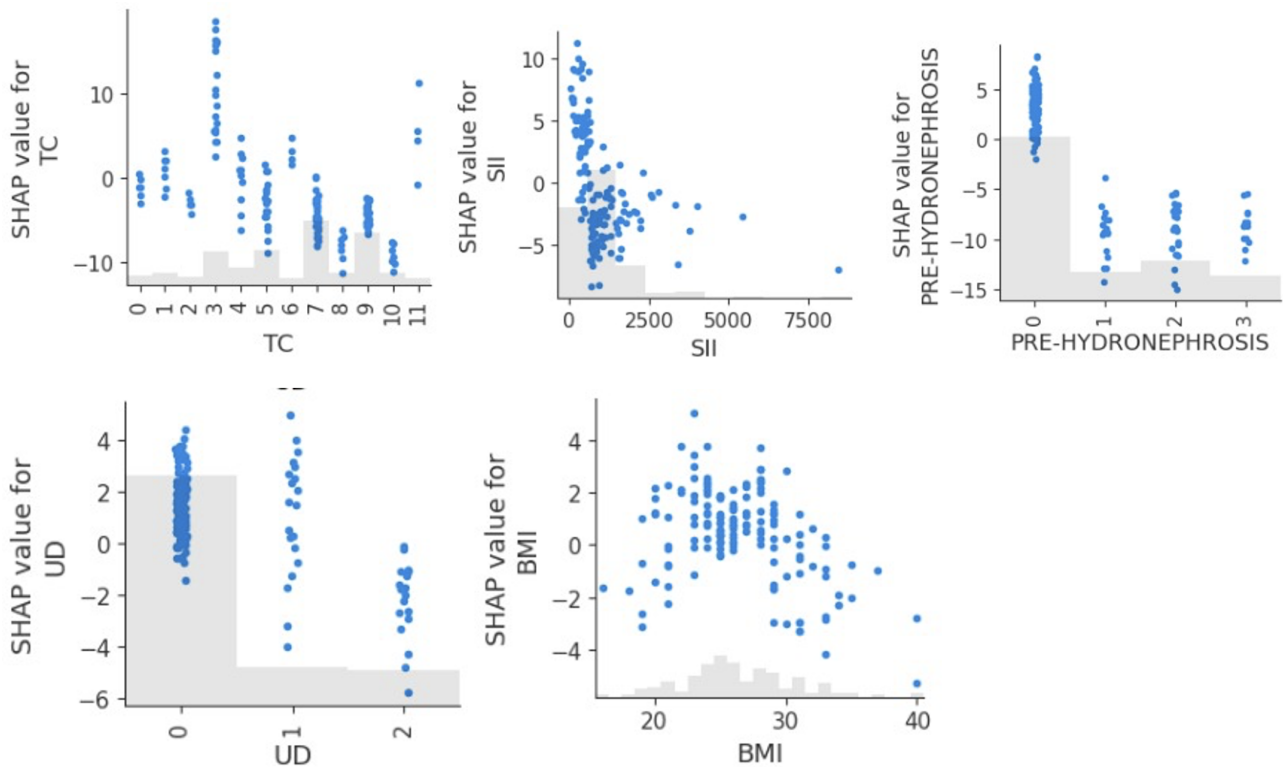 SHAP value for
TC
10
0
−10
0 1 2 3 4 5 6 7 8 9 10 11
TC
SHAP value for
SII
10
5
0
−5
0 2500 5000 7500
SII
SHAP value for
PRE-HYDRONEPHROSIS
5
0
−5
−10
−15
0 1 2 3
PRE-HYDRONEPHROSIS
SHAP value for
UD
4
2
0
−2
−4
−6
0 1 2
UD
SHAP value for
BMI
4
2
0
−2
−4
20 30 40
BMI